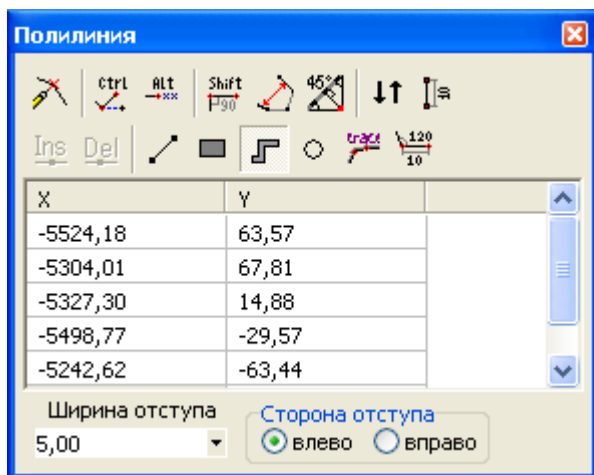 Полилиния
Ctrl Alt Shift 90 45°
Ins Del trace 120 10
X Y
-5524,18 63,57
-5304,01 67,81
-5327,30 14,88
-5498,77 -29,57
-5242,62 -63,44
Ширина отступа Сторона отступа
5,00 влево вправо